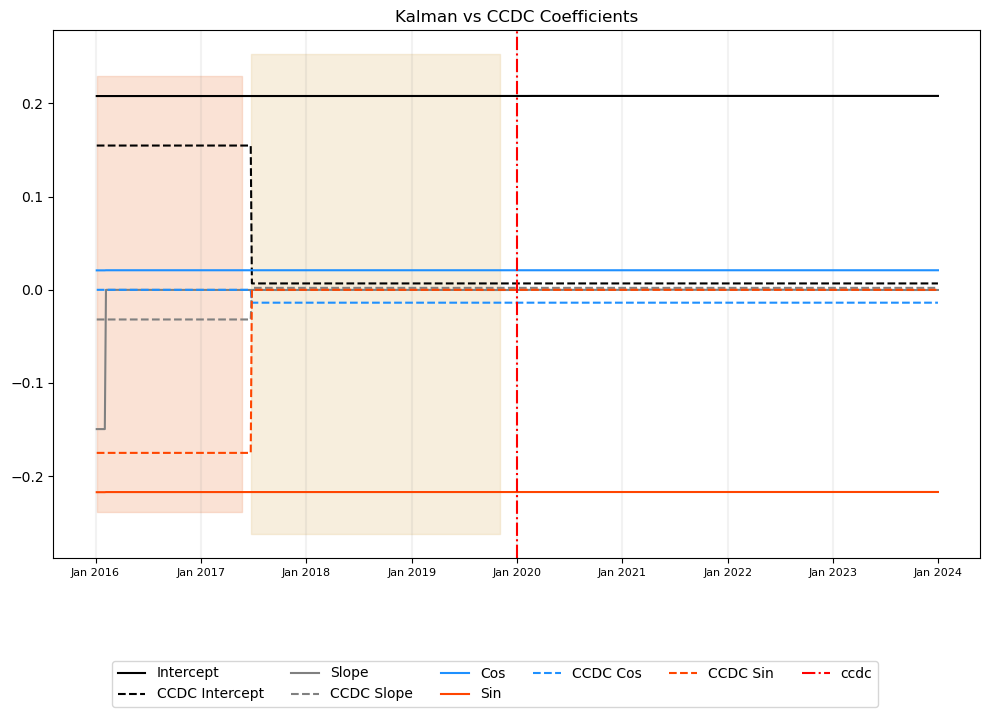 Kalman vs CCDC Coefficients
0.2
0.1
0.0
−0.1
−0.2
Jan 2016 Jan 2017 Jan 2018 Jan 2019 Jan 2020 Jan 2021 Jan 2022 Jan 2023 Jan 2024
Intercept Slope Cos CCDC Cos CCDC Sin ccdc
CCDC Intercept CCDC Slope Sin